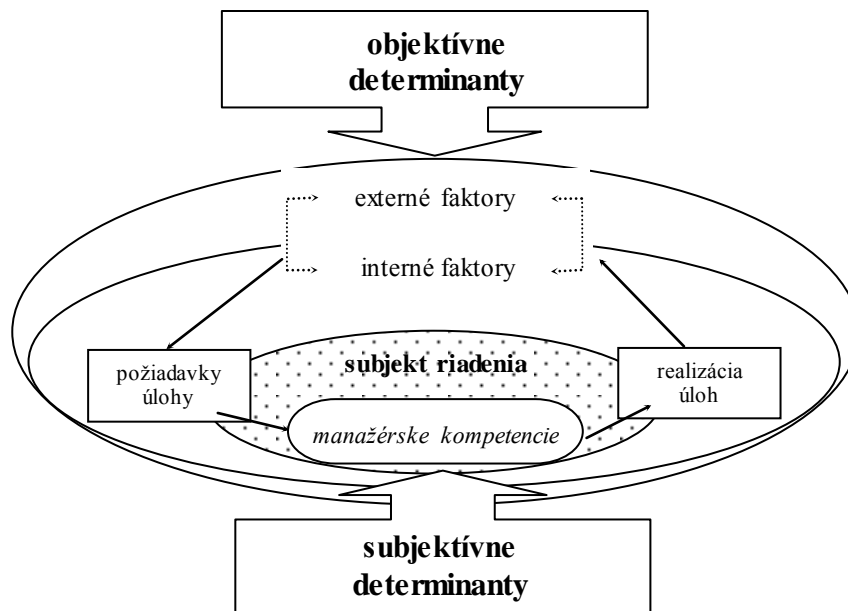 objektívne
determinanty
externé faktory
interné faktory
požiadavky
úlohy
subjekt riadenia
realizácia
úloh
manažérske kompetencie
subjektívne
determinanty